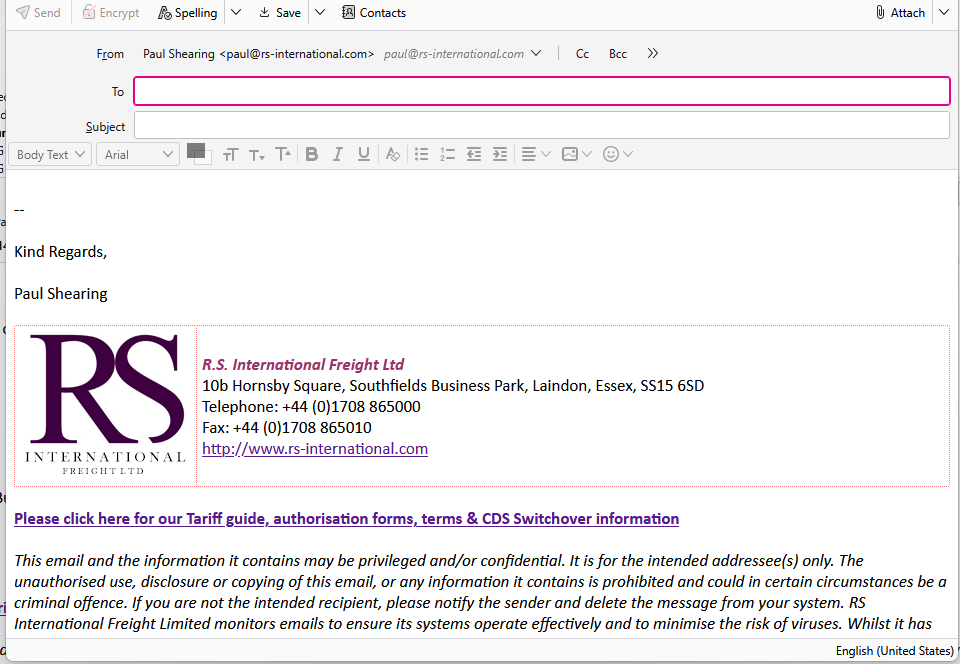 Send Encrypt Spelling Save Contacts Attach
From Paul Shearing <paul@rs-international.com> paul@rs-international.com Cc Bcc
To
Subject
Body Text Arial
--
Kind Regards,
Paul Shearing
RS
INTERNATIONAL
FREIGHT LTD
R.S. International Freight Ltd
10b Hornsby Square, Southfields Business Park, Laindon, Essex, SS15 6SD
Telephone: +44 (0)1708 865000
Fax: +44 (0)1708 865010
http://www.rs-international.com
Please click here for our Tariff guide, authorisation forms, terms & CDS Switchover information
This email and the information it contains may be privileged and/or confidential. It is for the intended addressee(s) only. The
unauthorised use, disclosure or copying of this email, or any information it contains is prohibited and could in certain circumstances be a
criminal offence. If you are not the intended recipient, please notify the sender and delete the message from your system. RS
International Freight Limited monitors emails to ensure its systems operate effectively and to minimise the risk of viruses. Whilst it has
English (United States)